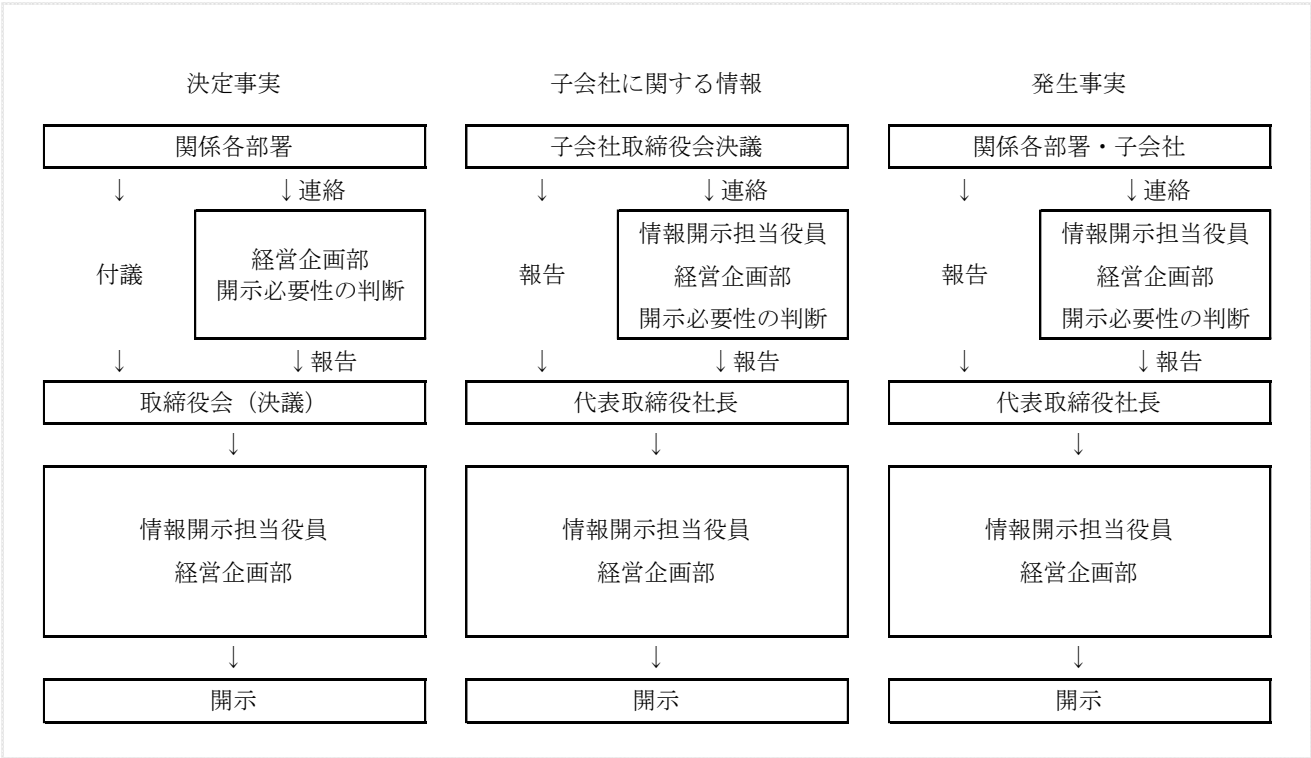 決定事実
関係各部署
↓ ↓連絡
付議
経営企画部
開示必要性の判断
↓ ↓報告
取締役会（決議）
↓
情報開示担当役員
経営企画部
↓
開示
子会社に関する情報
子会社取締役会決議
↓ ↓連絡
報告
情報開示担当役員
経営企画部
開示必要性の判断
↓ ↓報告
代表取締役社長
↓
情報開示担当役員
経営企画部
↓
開示
発生事実
関係各部署・子会社
↓ ↓連絡
報告
情報開示担当役員
経営企画部
開示必要性の判断
↓ ↓報告
代表取締役社長
↓
情報開示担当役員
経営企画部
↓
開示